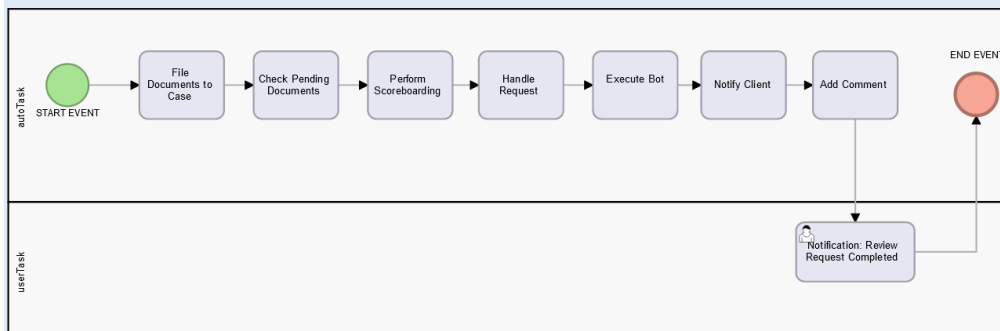 autoTask
START EVENT
File
Documents to
Case
Check Pending
Documents
Perform
Scoreboarding
Handle
Request
Execute Bot
Notify Client
Add Comment
END EVENT
userTask
Notification: Review
Request Completed